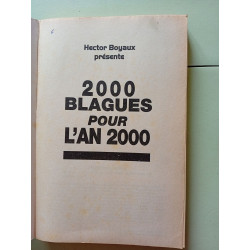 Hector Boyaux
présente
2000
BLAGUES
POUR
L'AN 2000